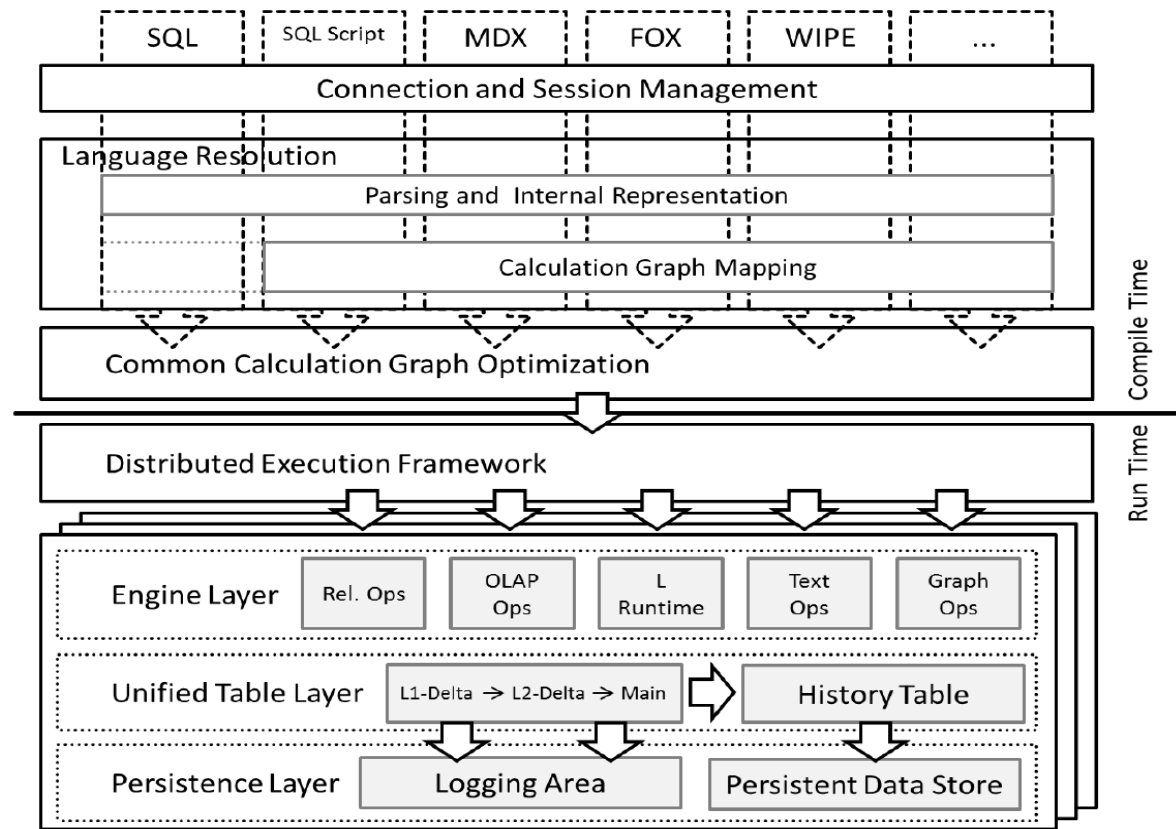 SQL
SQL Script
MDX
FOX
WIPE
...
Connection and Session Management
Language Resolution
Parsing and Internal Representation
Calculation Graph Mapping
Compile Time
Common Calculation Graph Optimization
Run Time
Distributed Execution Framework
Engine Layer
Rel. Ops
OLAP
Ops
L
Runtime
Text
Ops
Graph
Ops
Unified Table Layer
L1-Delta → L2-Delta → Main
History Table
Persistence Layer
Logging Area
Persistent Data Store